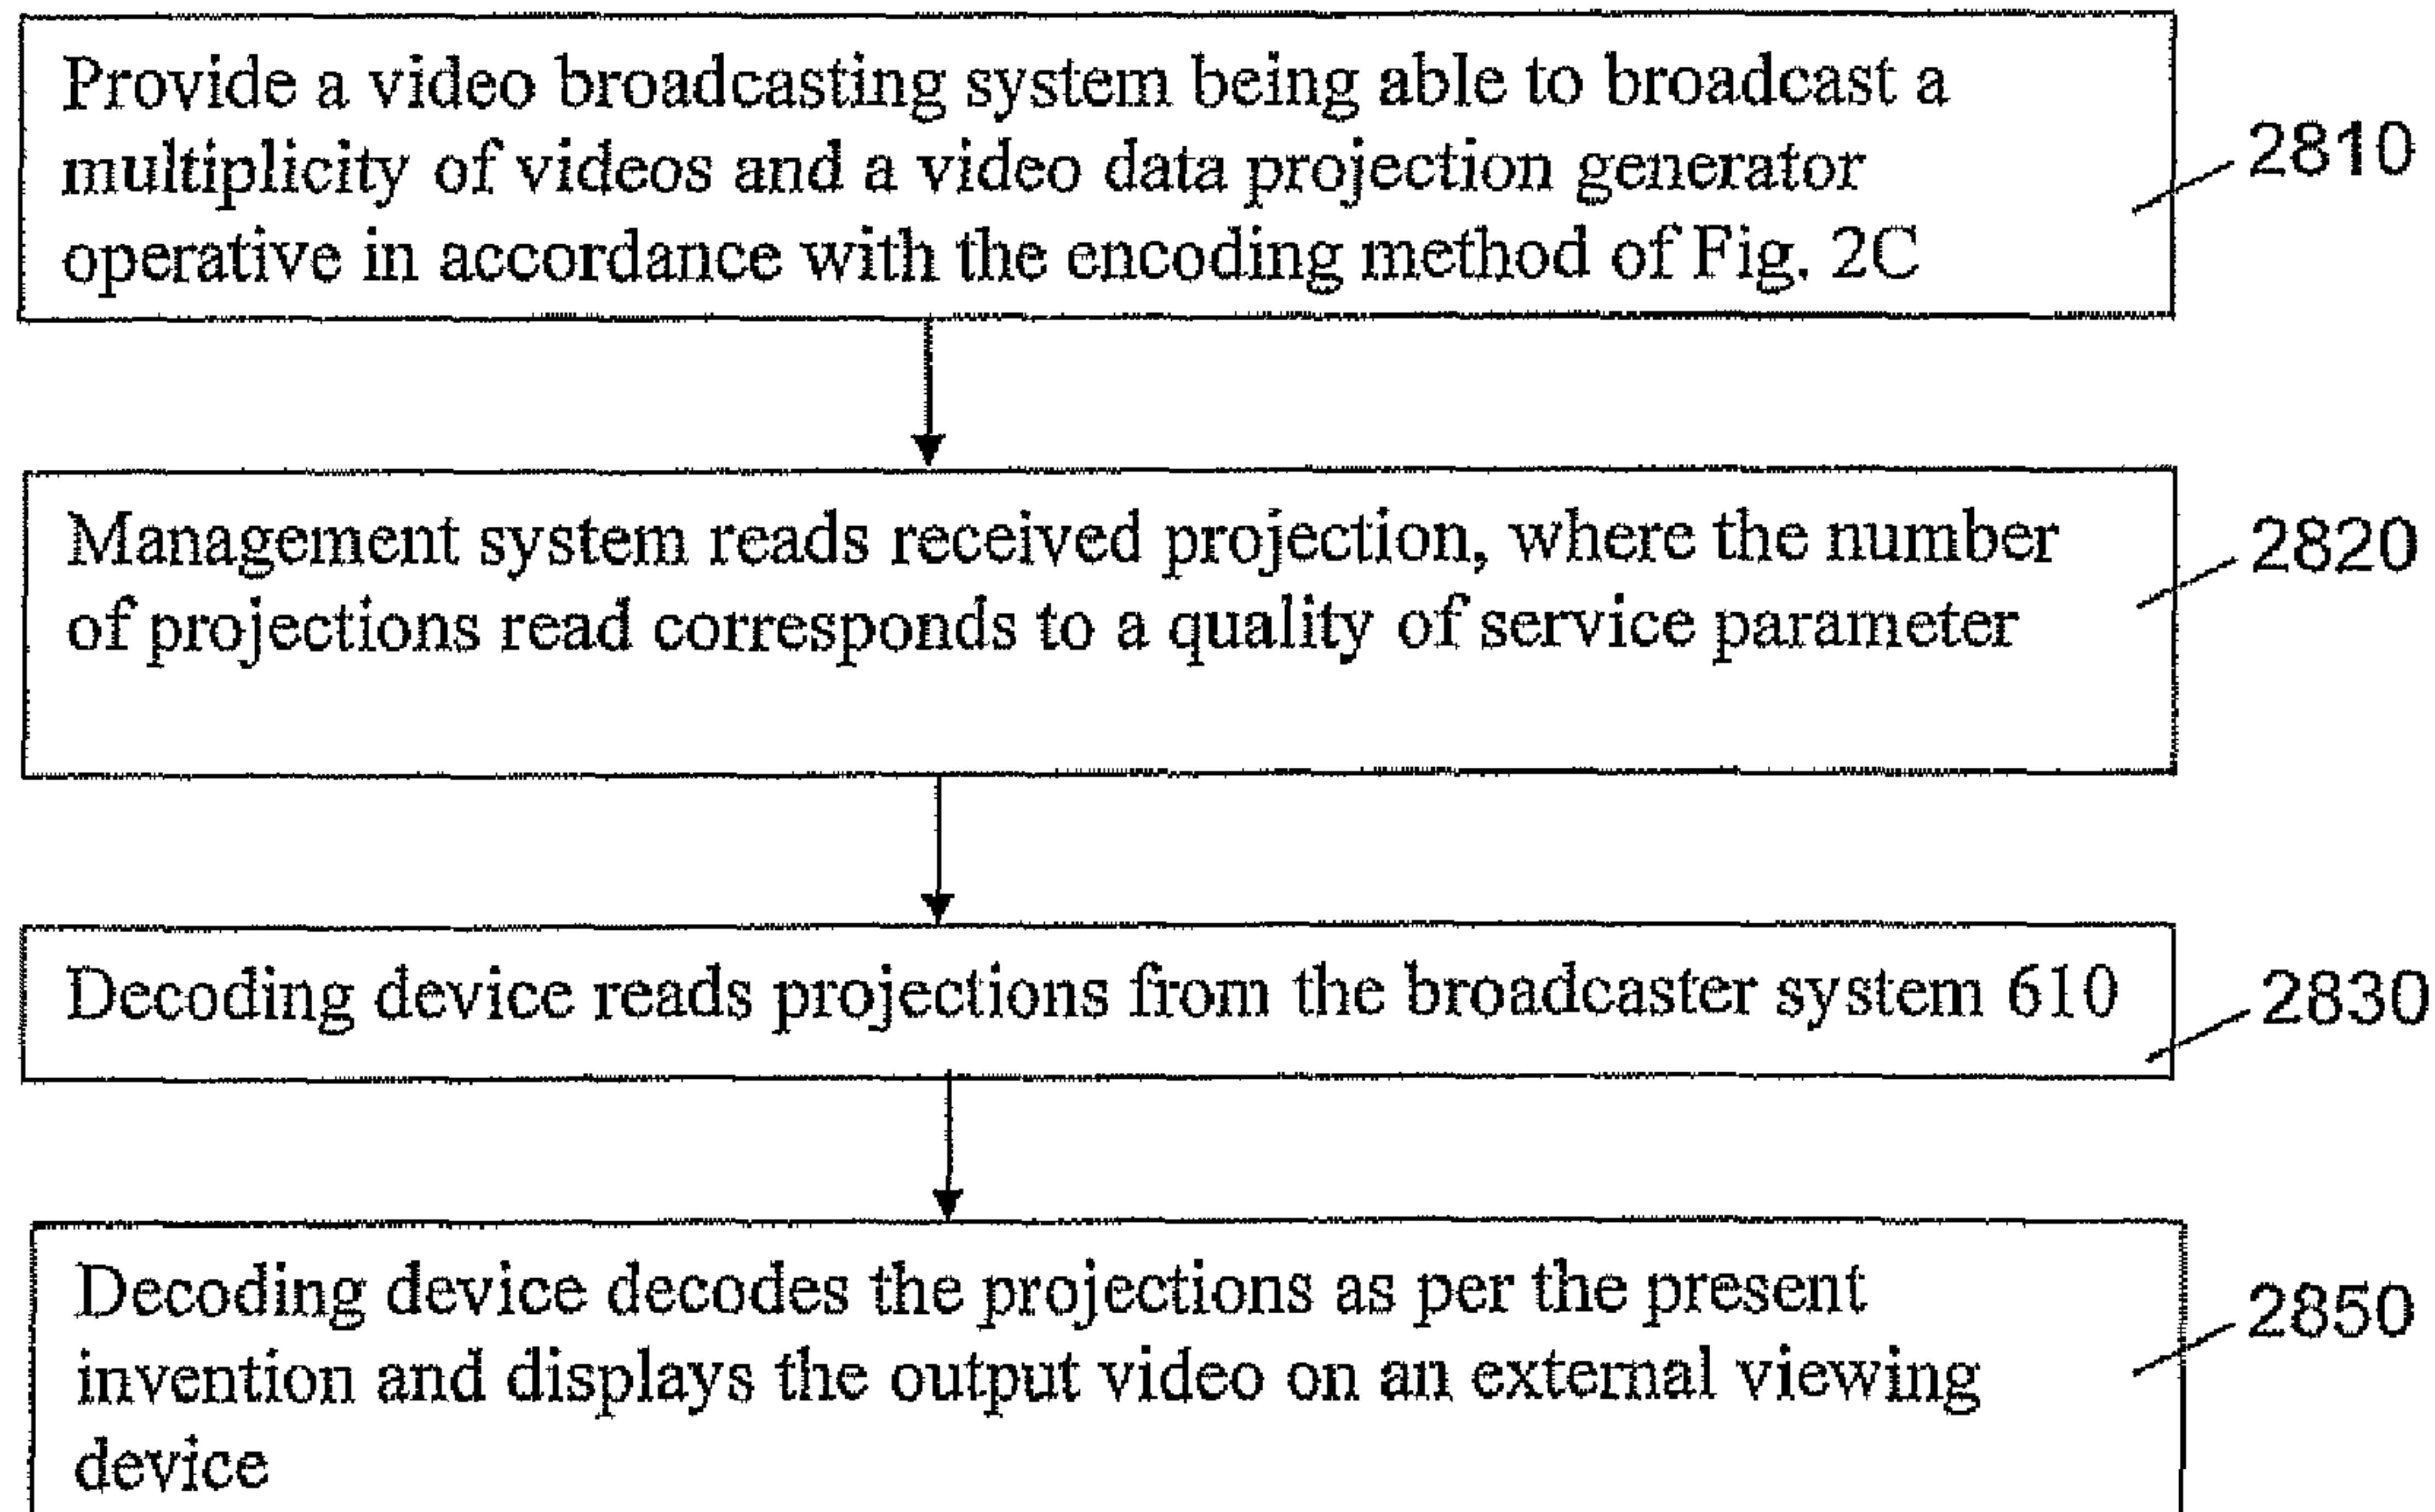 Provide a video broadcasting system being able to broadcast a
multiplicity of videos and a video data projection generator
operative in accordance with the encoding method of Fig. 2C
2810
Management system reads received projection, where the number
of projections read corresponds to a quality of service parameter
2820
Decoding device reads projections from the broadcaster system 610
2830
Decoding device decodes the projections as per the present
invention and displays the output video on an external viewing
device
2850